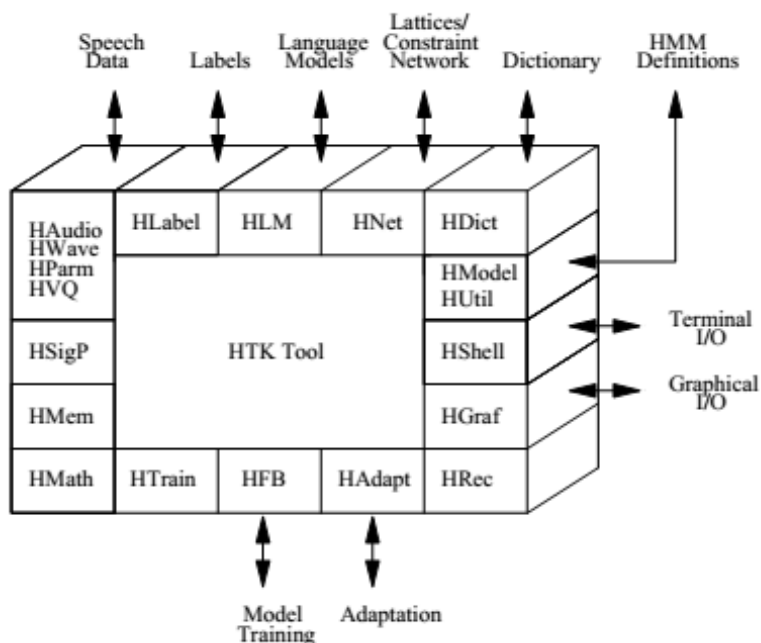 Speech
Data
Labels
Language
Models
Lattices/
Constraint
Network
Dictionary
HMM
Definitions
HAudio
HWave
HParm
HVQ
HLabel
HLM
HNet
HDict
HModel
HUtil
HSigP
HTK Tool
HShell
Terminal
I/O
HMem
HGraf
Graphical
I/O
HMath
HTrain
HFB
HAdapt
HRec
Model
Training
Adaptation